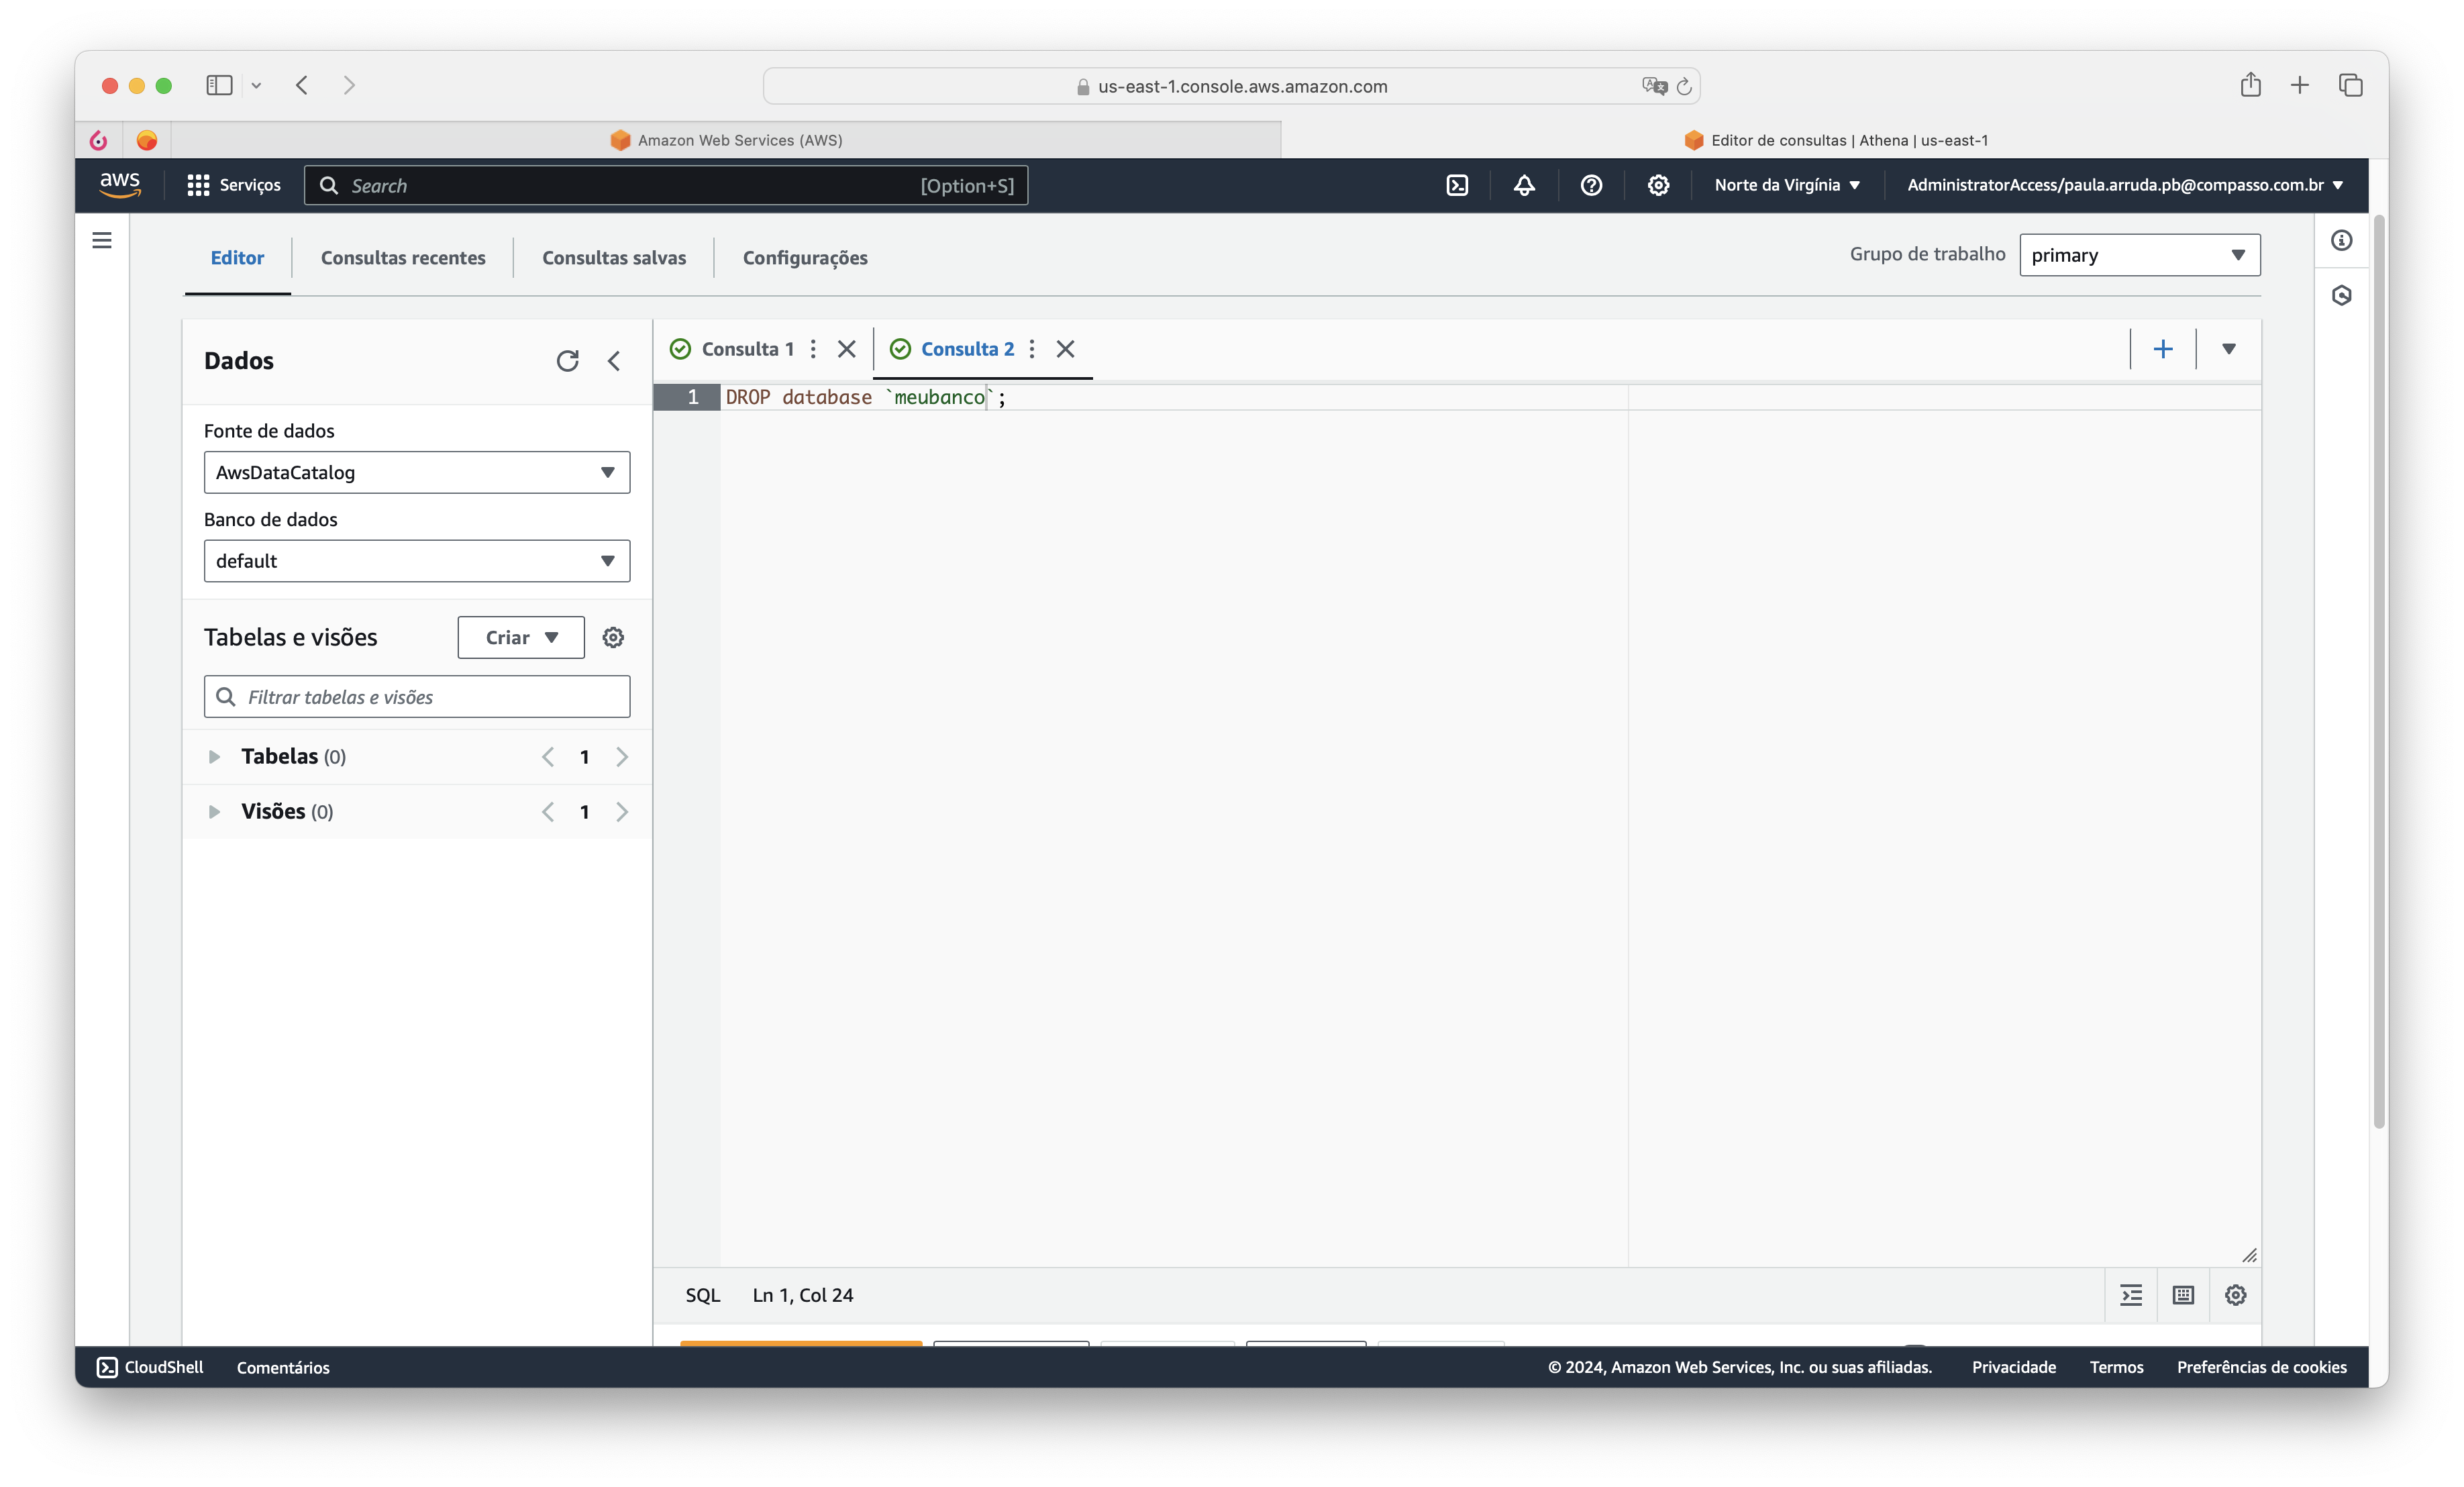 us-east-1.console.aws.amazon.com
Amazon Web Services (AWS)
Editor de consultas | Athena | us-east-1
aws
Serviços
Search
[Option+S]
Norte da Virgínia
AdministratorAccess/paula.arruda.pb@compasso.com.br
Editor
Consultas recentes
Consultas salvas
Configurações
Grupo de trabalho
primary
Dados
Fonte de dados
AwsDataCatalog
Banco de dados
default
Tabelas e visões
Criar
Filtrar tabelas e visões
Tabelas (0)
1
Visões (0)
1
Consulta 1
Consulta 2
1
DROP database `meubanco`;
SQL
Ln 1, Col 24
CloudShell
Comentários
© 2024, Amazon Web Services, Inc. ou suas afiliadas.
Privacidade
Termos
Preferências de cookies